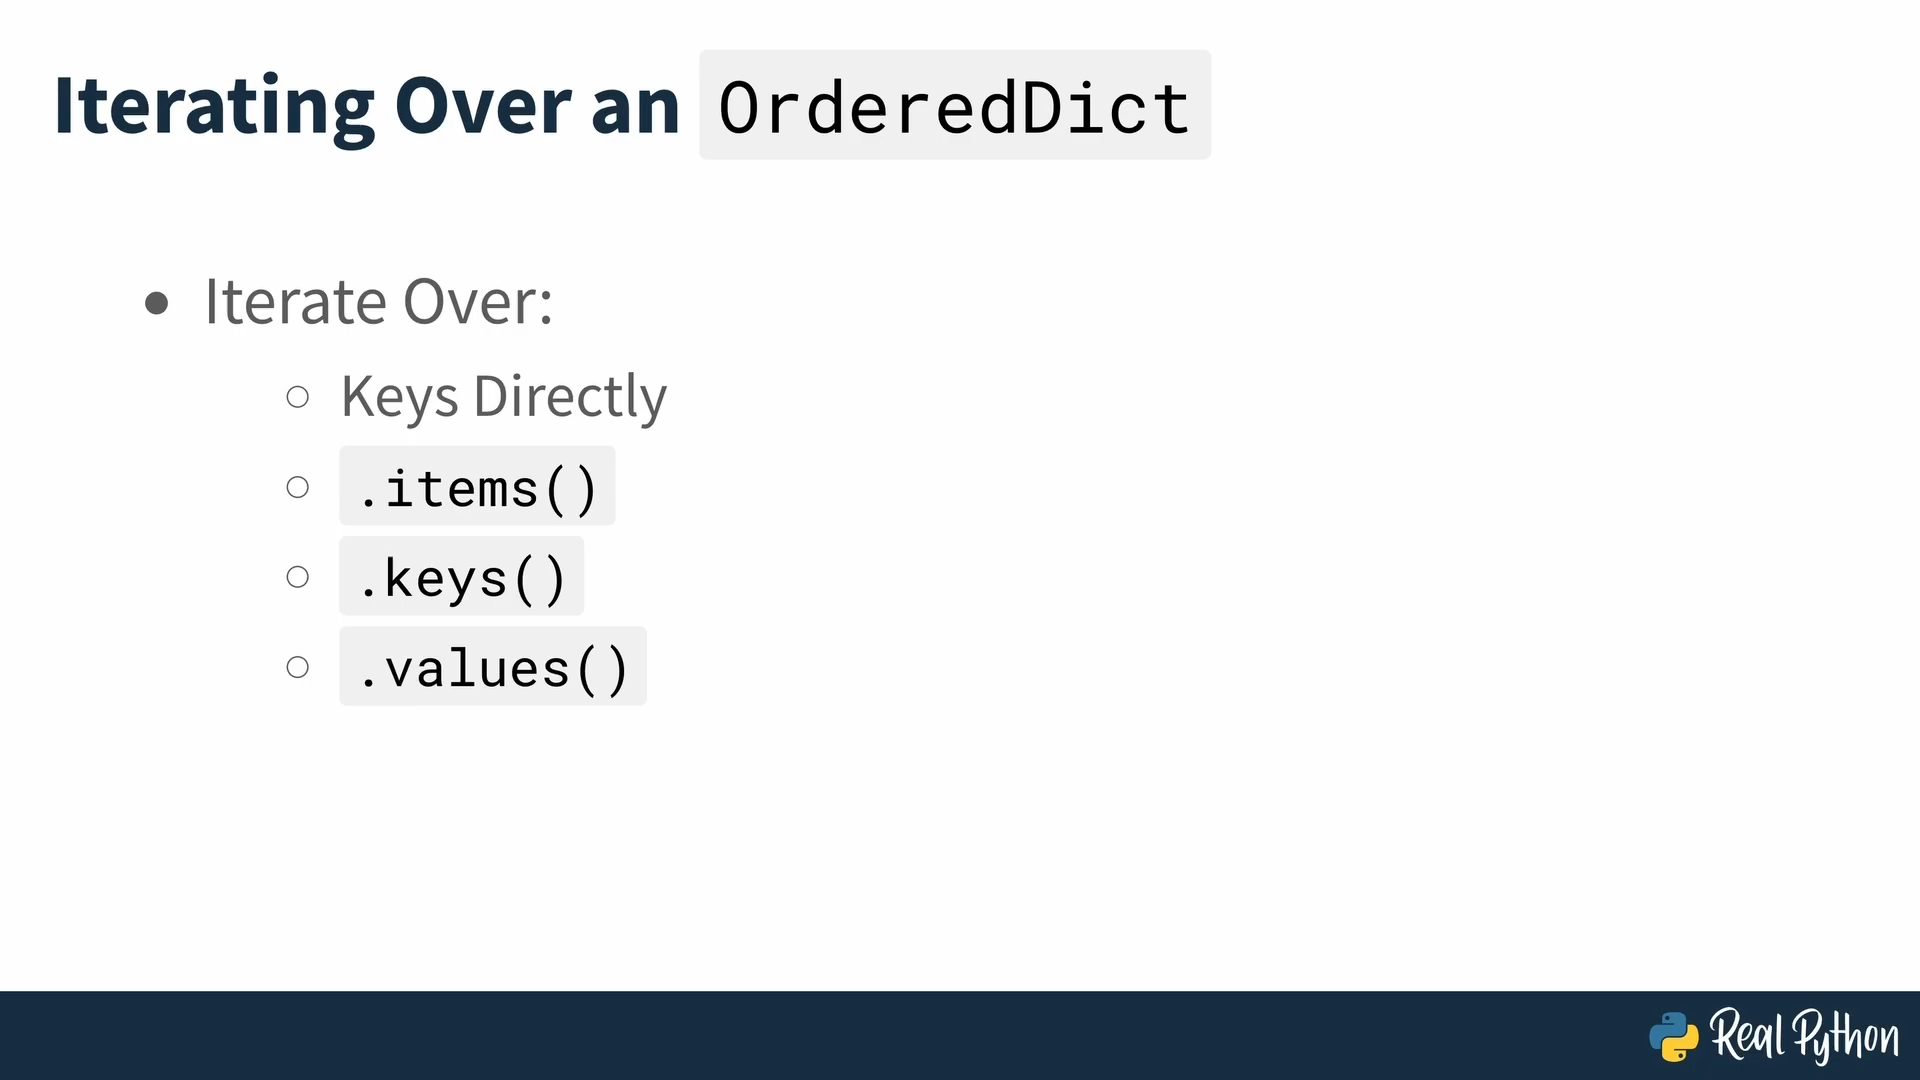 Iterating Over an OrderedDict
• Iterate Over:
○ Keys Directly
○ .items()
○ .keys()
○ .values()
Real Python